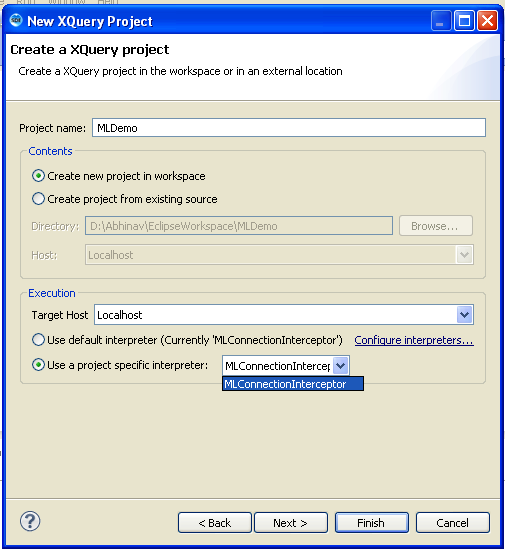 Run Window Help
New XQuery Project
Create a XQuery project
Create a XQuery project in the workspace or in an external location
Project name: MLDemo
Contents
Create new project in workspace
Create project from existing source
Directory: D:\Abhinav\EclipseWorkspace\MLDemo Browse...
Host: Localhost
Execution
Target Host Localhost
Use default interpreter (Currently 'MLConnectionInterceptor') Configure interpreters...
Use a project specific interpreter: MLConnectionIntercep
MLConnectionInterceptor
? < Back Next > Finish Cancel